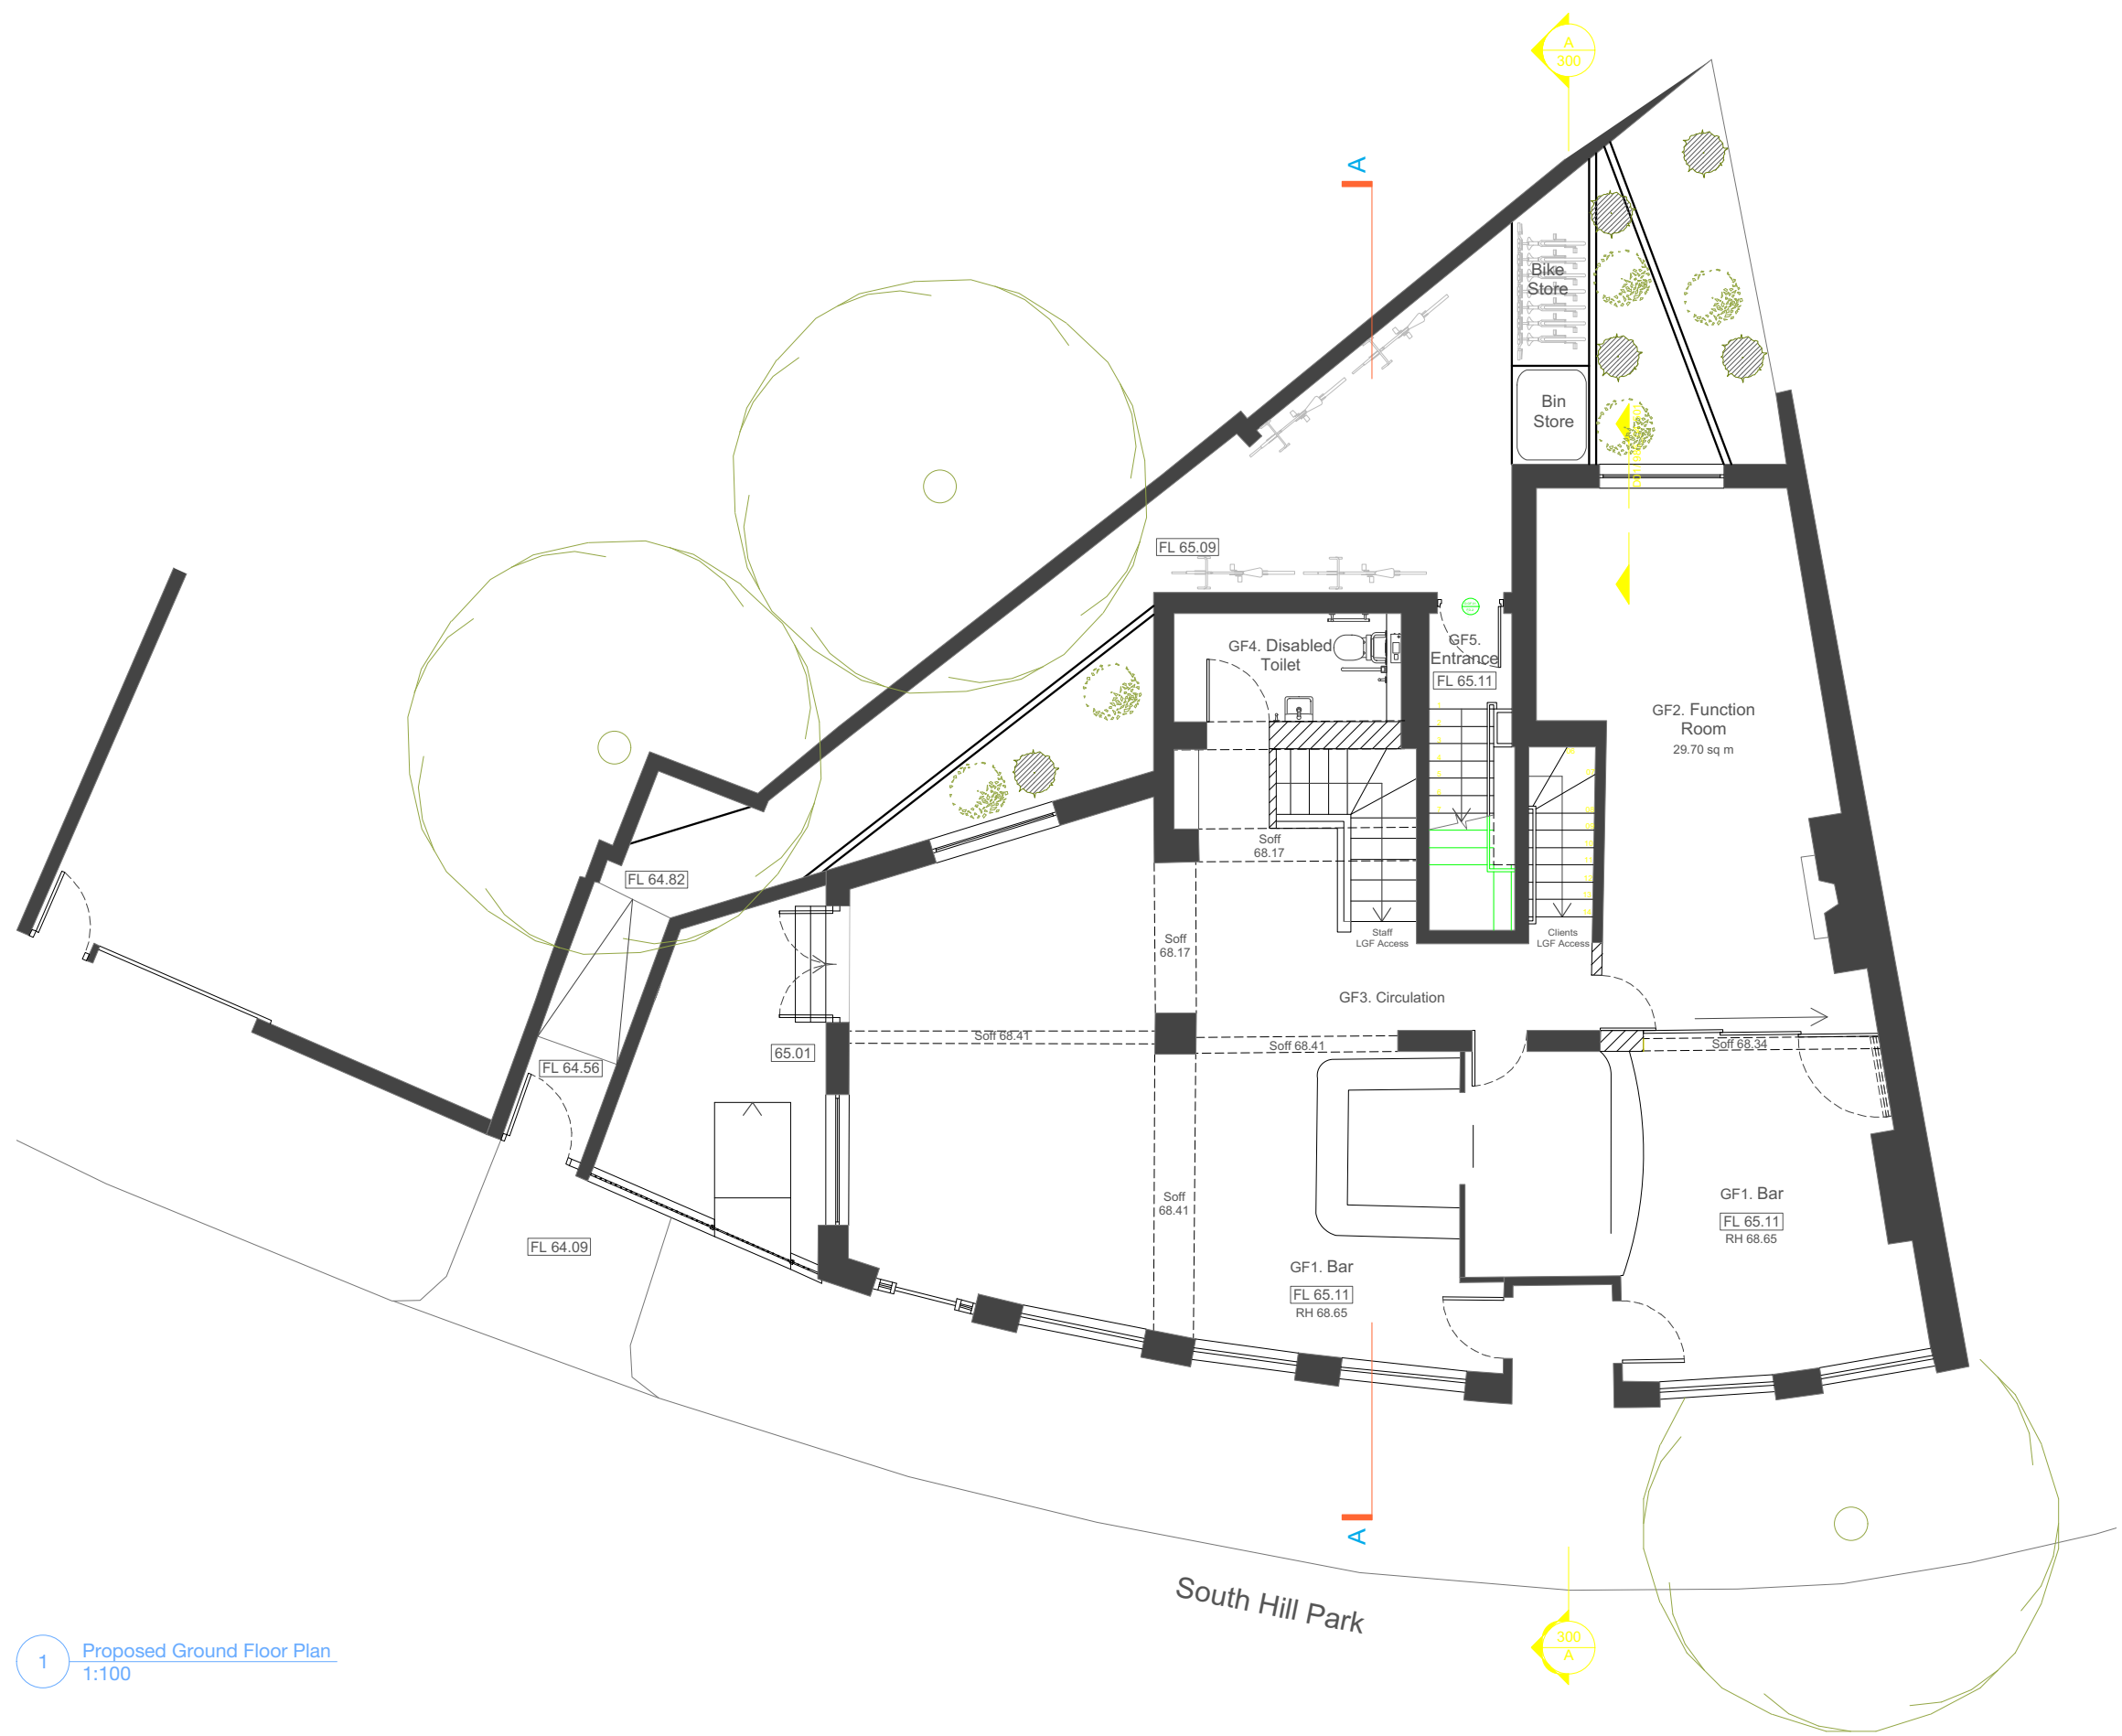 A
300
A
Bike
Store
Bin
Store
FL 65.09
GF4. Disabled
Toilet
GF5.
Entrance
FL 65.11
GF2. Function
Room
29.70 sq m
Soff
68.17
FL 64.82
Soff
68.17
Staff
LGF Access
Clients
LGF Access
GF3. Circulation
Soff 68.41
Soff 68.41
Soff 68.34
65.01
FL 64.56
Soff
68.41
GF1. Bar
FL 65.11
RH 68.65
FL 64.09
GF1. Bar
FL 65.11
RH 68.65
A
South Hill Park
300
A
1
Proposed Ground Floor Plan
1:100